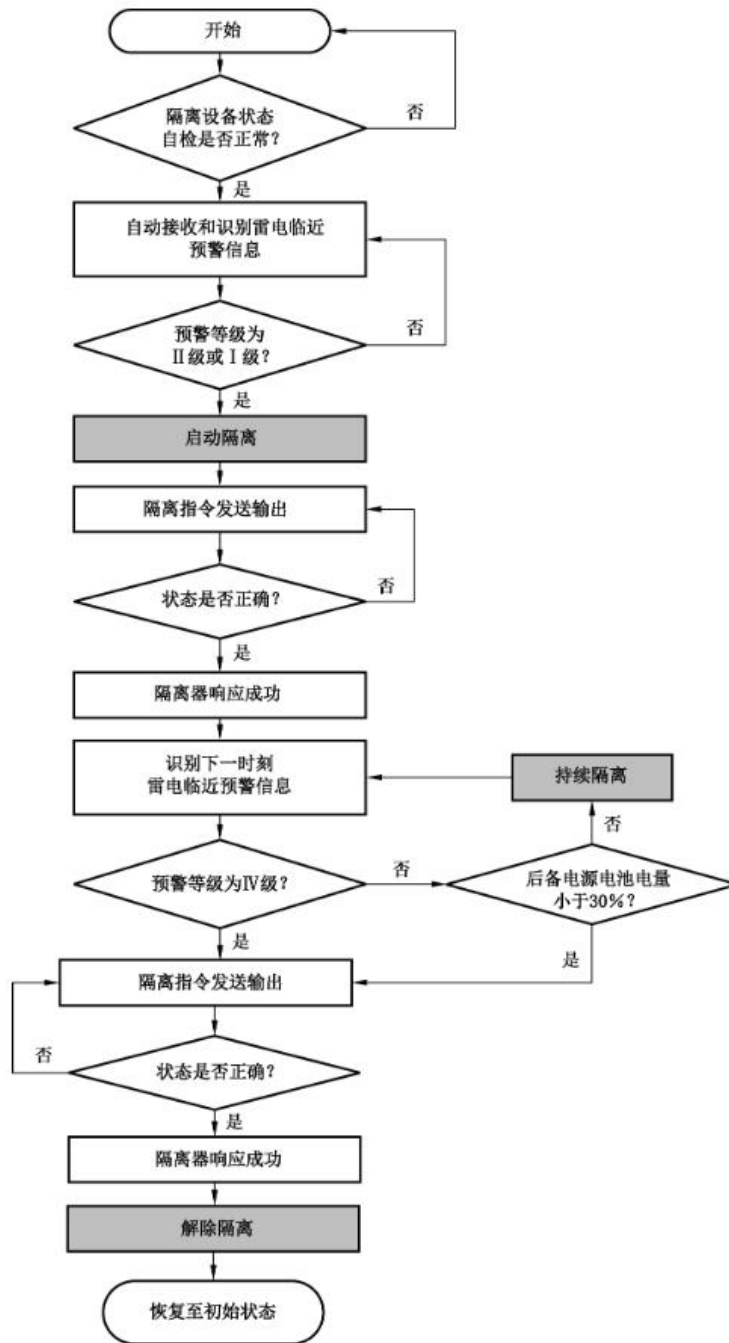 开始
隔离设备状态
自检是否正常？
否
是
自动接收和识别雷电临近
预警信息
预警等级为
Ⅱ级或Ⅰ级？
否
是
启动隔离
隔离指令发送输出
状态是否正确？
否
是
隔离器响应成功
识别下一时刻
雷电临近预警信息
持续隔离
否
预警等级为Ⅳ级？
否
后备电源电池电量
小于30%？
是
是
隔离指令发送输出
否
状态是否正确？
是
隔离器响应成功
解除隔离
恢复至初始状态